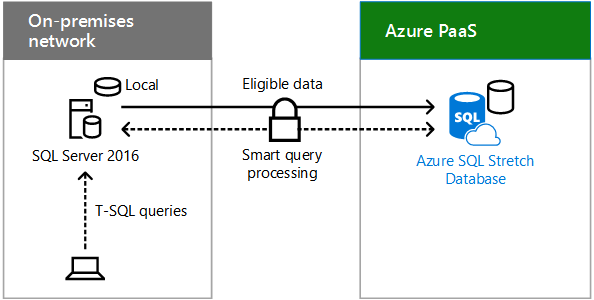 On-premises
network
Azure PaaS
Local
Eligible data
SQL
SQL Server 2016
Smart query
processing
Azure SQL Stretch
Database
T-SQL queries